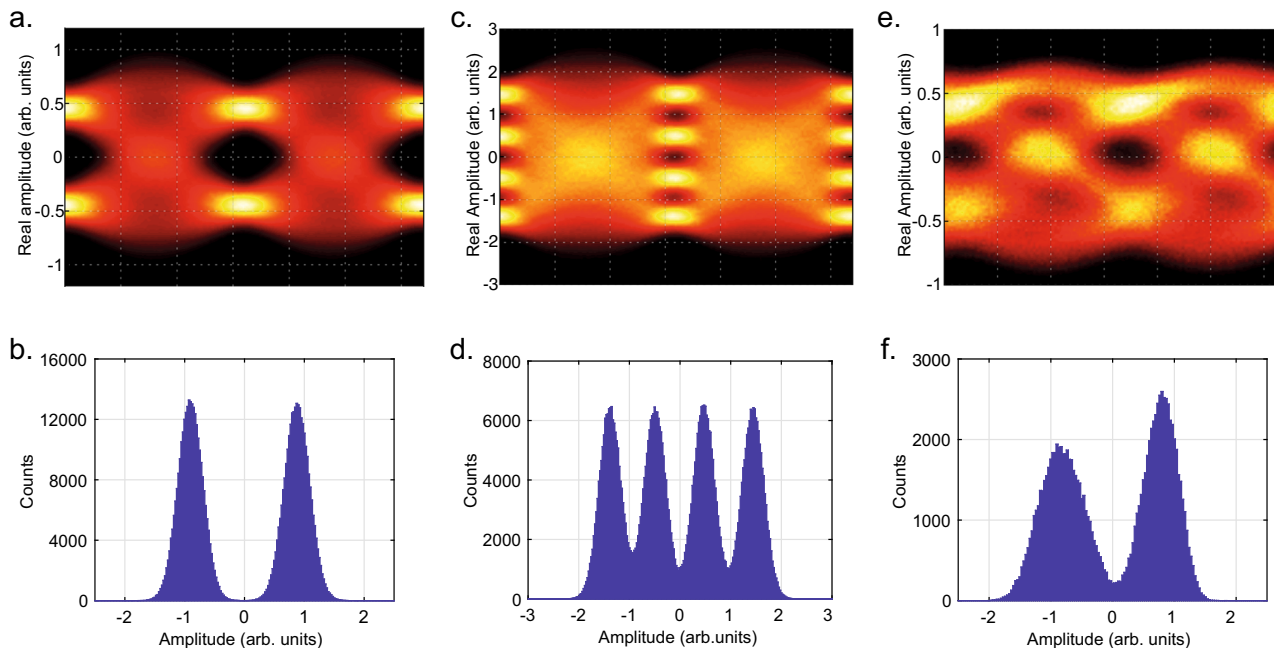 a.
Real amplitude (arb. units)
1
0.5
0
-0.5
-1
c.
Real Amplitude (arb. units)
3
2
1
0
-1
-2
-3
e.
Real Amplitude (arb. units)
1
0.5
0
-0.5
-1
b.
Counts
16000
12000
8000
4000
0
-2 -1 0 1 2
Amplitude (arb. units)
d.
Counts
8000
6000
4000
2000
0
-3 -2 -1 0 1 2 3
Amplitude (arb.units)
f.
Counts
3000
2000
1000
0
-2 -1 0 1 2
Amplitude (arb. units)